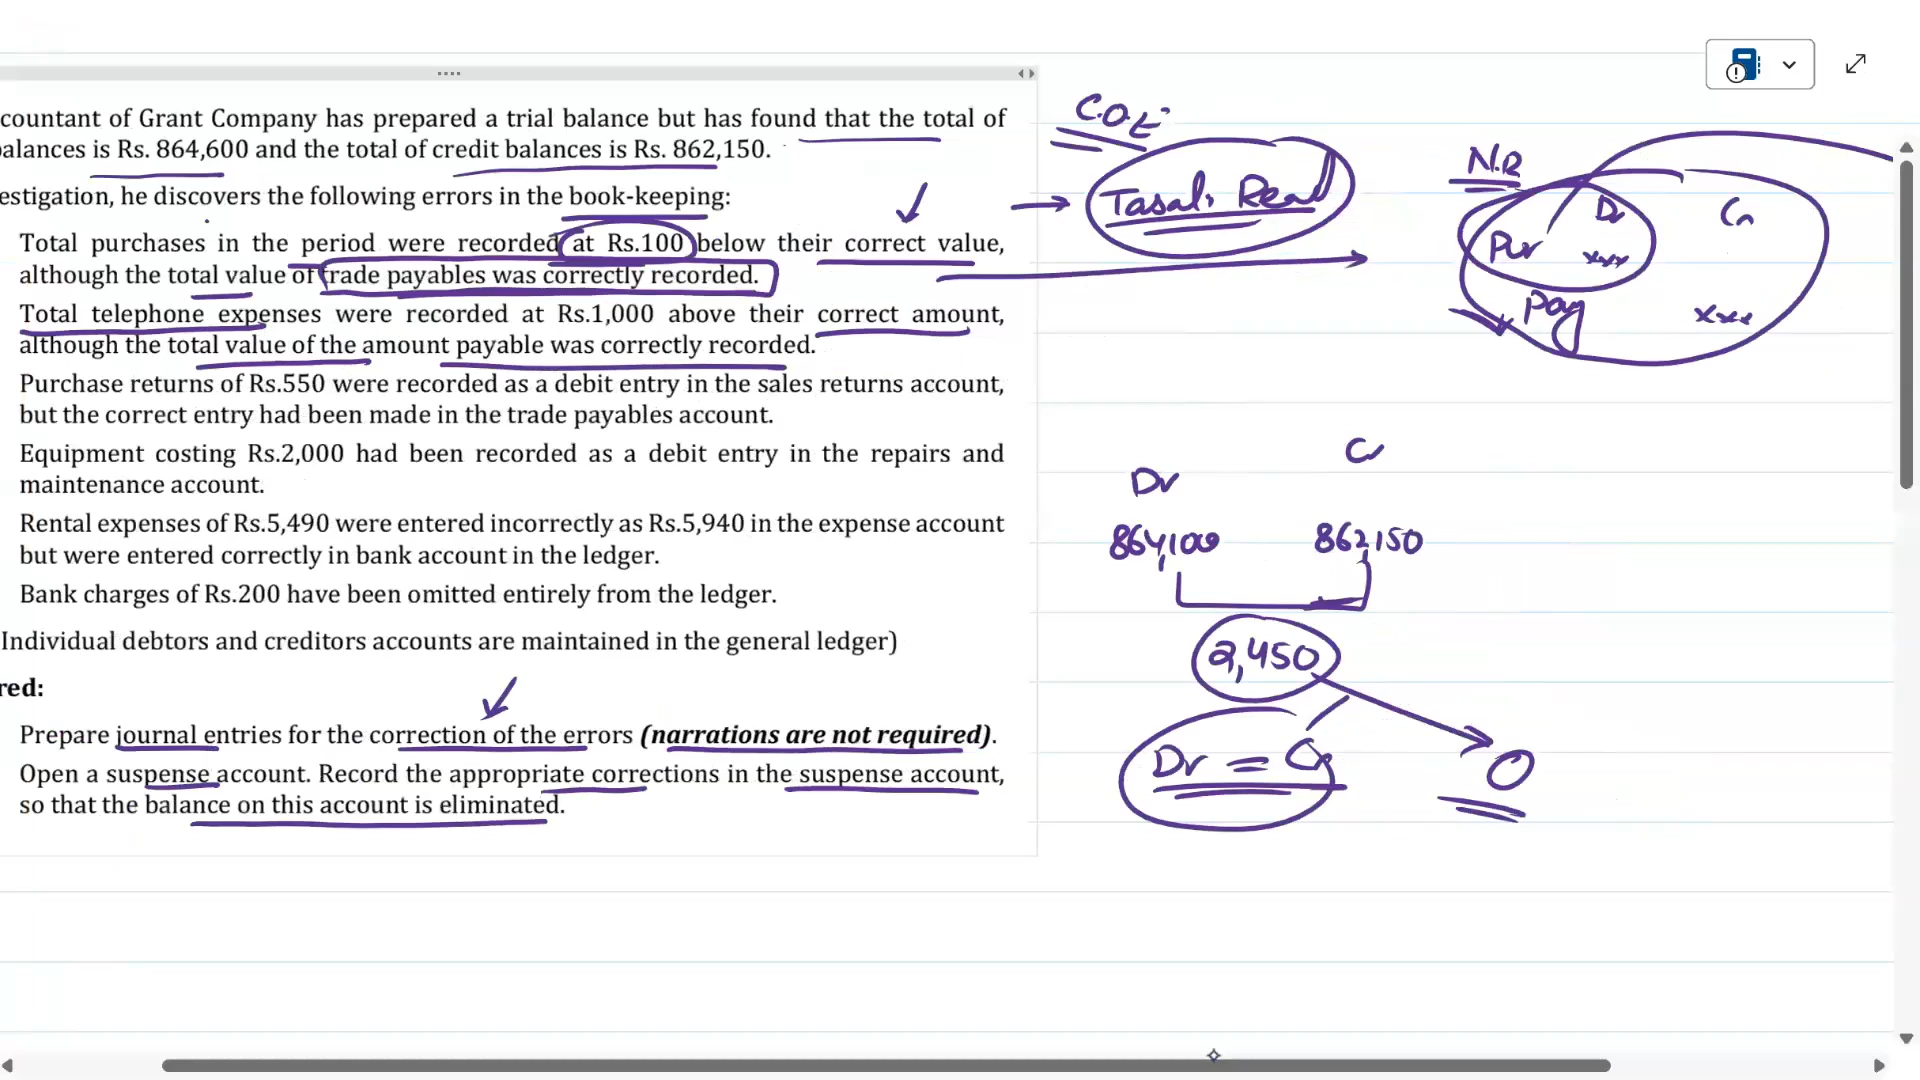 countant of Grant Company has prepared a trial balance but has found that the total of
alances is Rs. 864,600 and the total of credit balances is Rs. 862,150.
estigation, he discovers the following errors in the book-keeping:
Total purchases in the period were recorded at Rs.100 below their correct value,
although the total value of trade payables was correctly recorded.
Total telephone expenses were recorded at Rs.1,000 above their correct amount,
although the total value of the amount payable was correctly recorded.
Purchase returns of Rs.550 were recorded as a debit entry in the sales returns account,
but the correct entry had been made in the trade payables account.
Equipment costing Rs.2,000 had been recorded as a debit entry in the repairs and
maintenance account.
Rental expenses of Rs.5,490 were entered incorrectly as Rs.5,940 in the expense account
but were entered correctly in bank account in the ledger.
Bank charges of Rs.200 have been omitted entirely from the ledger.
Individual debtors and creditors accounts are maintained in the general ledger)
red:
Prepare journal entries for the correction of the errors (narrations are not required).
Open a suspense account. Record the appropriate corrections in the suspense account,
so that the balance on this account is eliminated.
C.O.E
Tasali Read
N.R
Dr Cr
Pur xxx
Pay xxx
Dr Cr
864,100 862,150
2,450
Dr = Cr
0